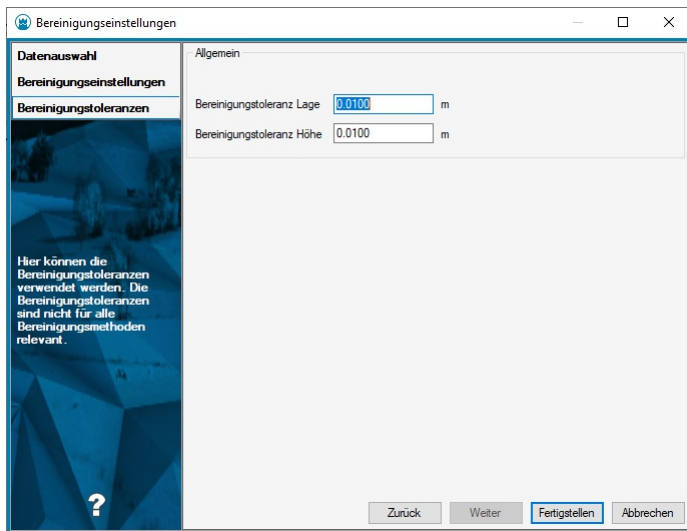 Bereinigungseinstellungen
Datenauswahl
Bereinigungseinstellungen
Bereinigungstoleranzen
Hier können die
Bereinigungstoleranzen
verwendet werden. Die
Bereinigungstoleranzen
sind nicht für alle
Bereinigungsmethoden
relevant.
?
Allgemein
Bereinigungstoleranz Lage 0.0100 m
Bereinigungstoleranz Höhe 0.0100 m
Zurück Weiter Fertigstellen Abbrechen